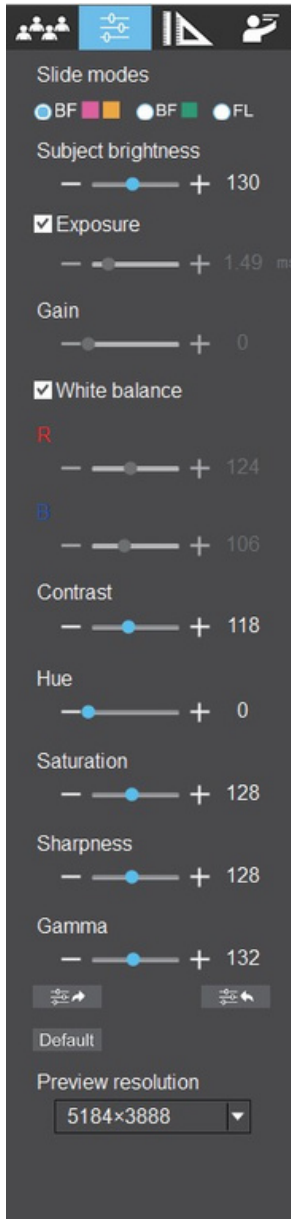 Slide modes
BF BF FL
Subject brightness
130
Exposure
1.49 ms
Gain
0
White balance
R
124
B
106
Contrast
118
Hue
0
Saturation
128
Sharpness
128
Gamma
132
Default
Preview resolution
5184×3888